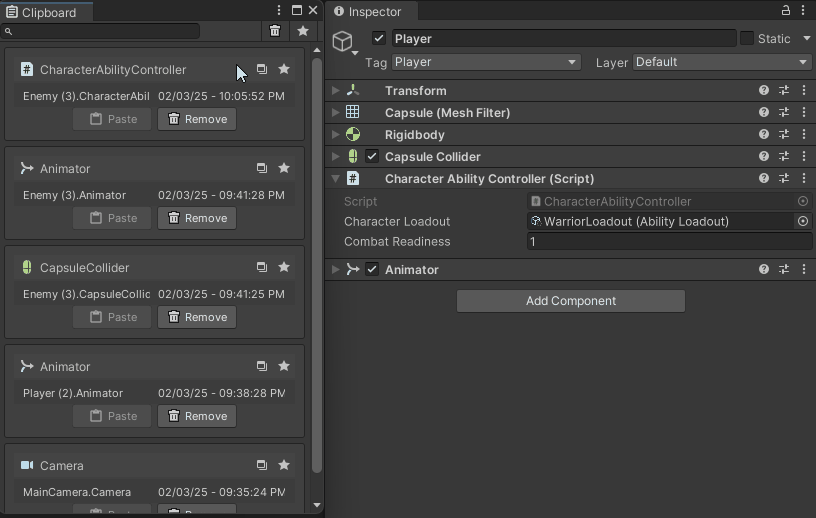 Clipboard
CharacterAbilityController
Enemy (3).CharacterAbil 02/03/25 - 10:05:52 PM
Paste Remove
Animator
Enemy (3).Animator 02/03/25 - 09:41:28 PM
Paste Remove
CapsuleCollider
Enemy (3).CapsuleCollic 02/03/25 - 09:41:25 PM
Paste Remove
Animator
Player (2).Animator 02/03/25 - 09:38:28 PM
Paste Remove
Camera
MainCamera.Camera 02/03/25 - 09:35:24 PM
Inspector
Player Static
Tag Player Layer Default
Transform
Capsule (Mesh Filter)
Rigidbody
Capsule Collider
# Character Ability Controller (Script)
Script CharacterAbilityController
Character Loadout WarriorLoadout (Ability Loadout)
Combat Readiness 1
Animator
Add Component